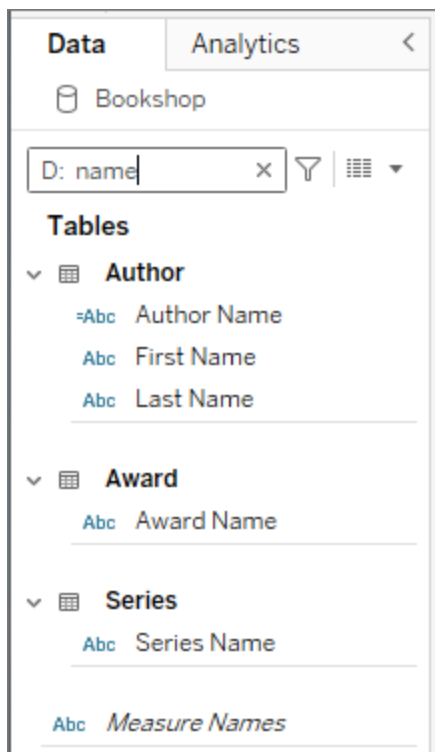 Data Analytics
Bookshop
D: name
Tables
Author
=Abc Author Name
Abc First Name
Abc Last Name
Award
Abc Award Name
Series
Abc Series Name
Abc Measure Names